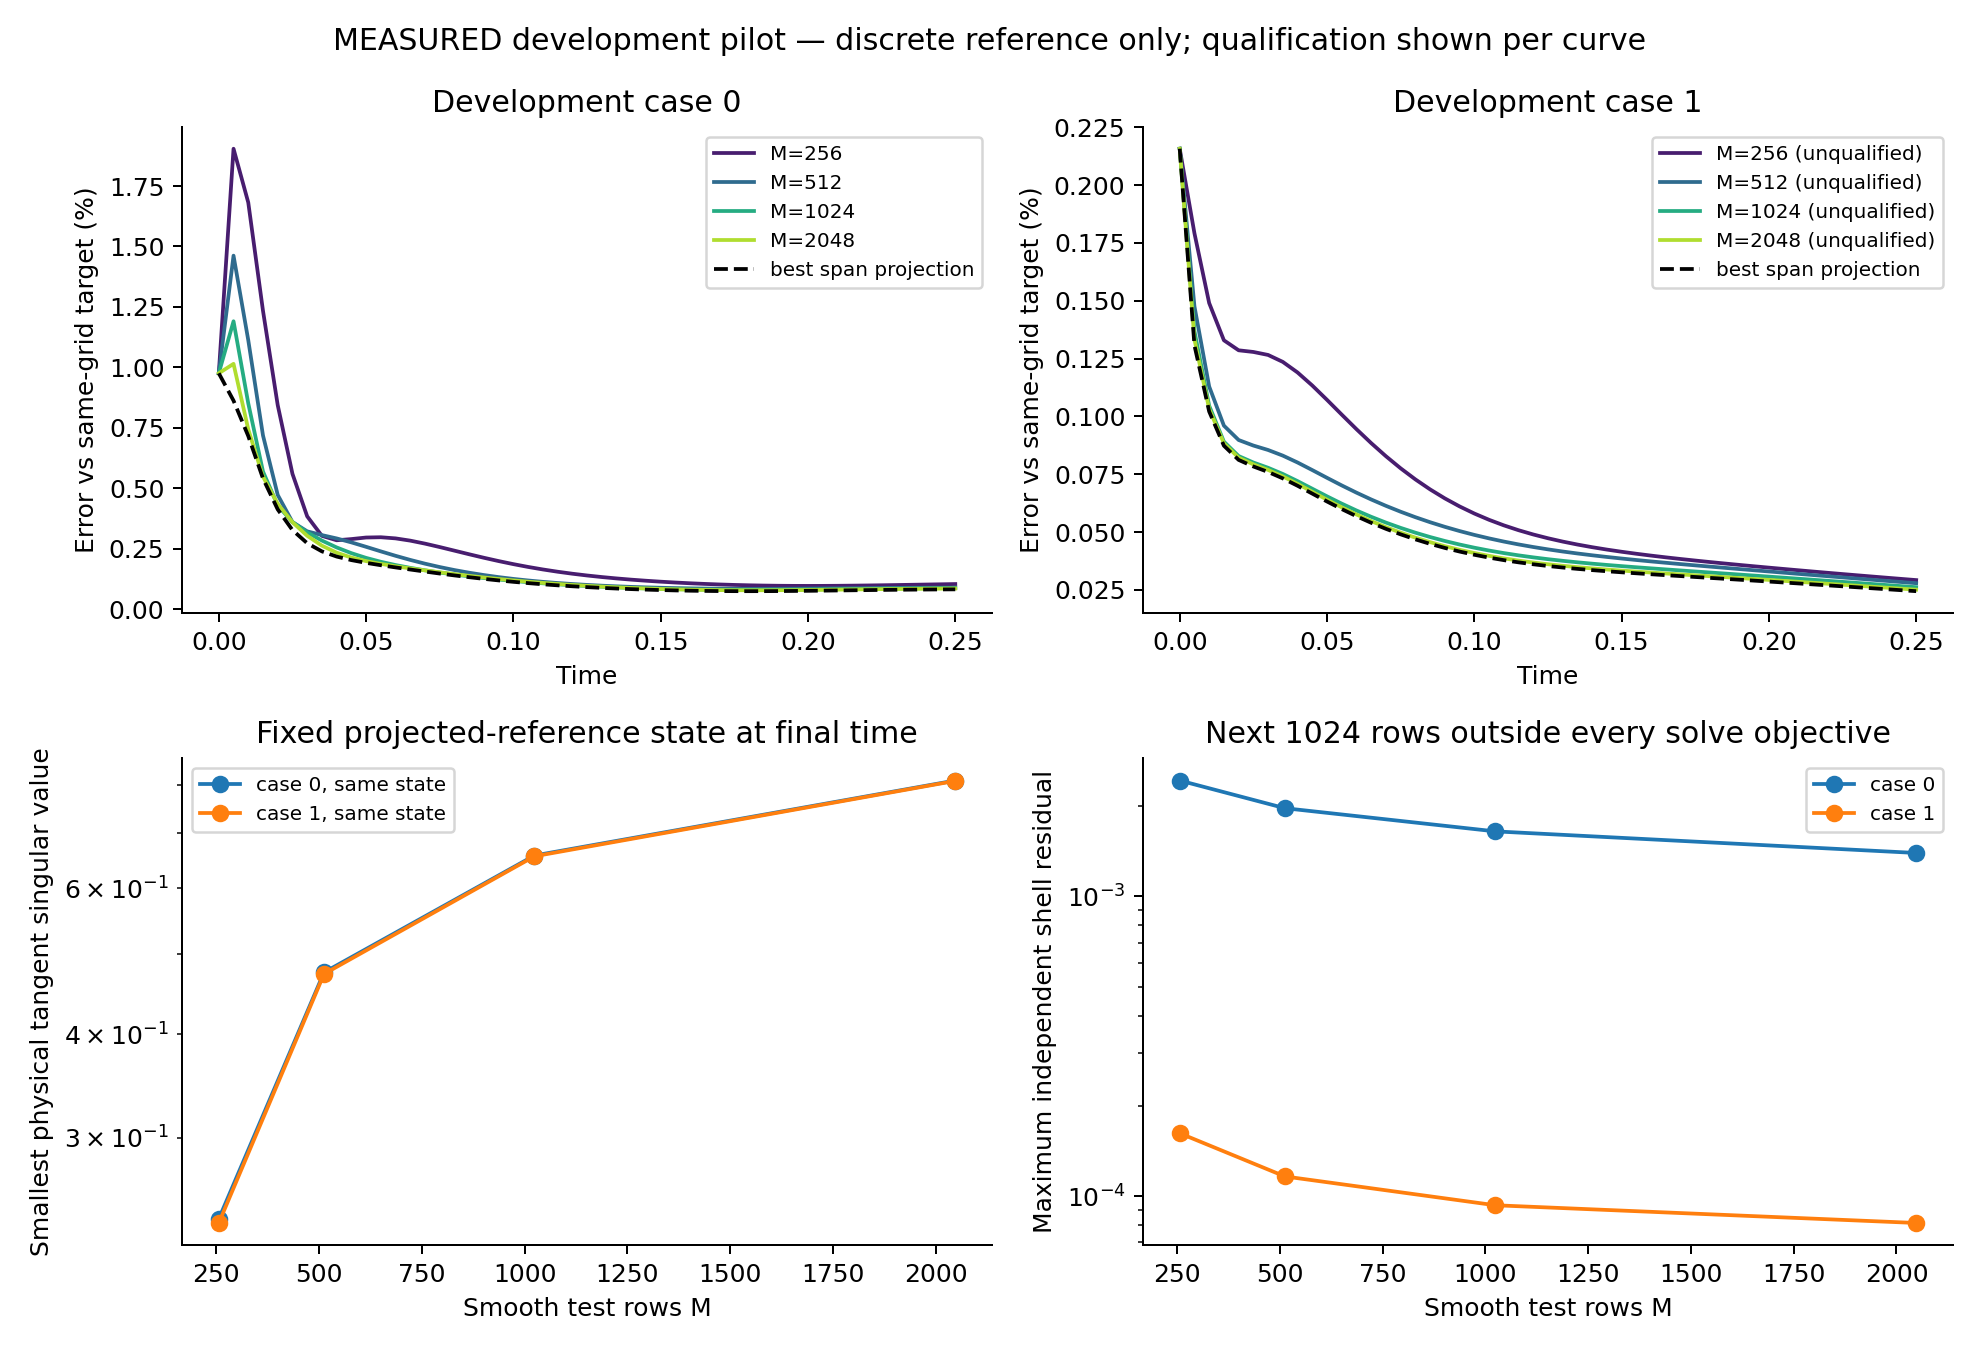 MEASURED development pilot — discrete reference only; qualification shown per curve
Development case 0
Error vs same-grid target (%)
1.75
1.50
1.25
1.00
0.75
0.50
0.25
0.00
M=256
M=512
M=1024
M=2048
best span projection
0.00 0.05 0.10 0.15 0.20 0.25
Time
Development case 1
Error vs same-grid target (%)
0.225
0.200
0.175
0.150
0.125
0.100
0.075
0.050
0.025
M=256 (unqualified)
M=512 (unqualified)
M=1024 (unqualified)
M=2048 (unqualified)
best span projection
0.00 0.05 0.10 0.15 0.20 0.25
Time
Fixed projected-reference state at final time
Smallest physical tangent singular value
6 × 10⁻¹
4 × 10⁻¹
3 × 10⁻¹
case 0, same state
case 1, same state
250 500 750 1000 1250 1500 1750 2000
Smooth test rows M
Next 1024 rows outside every solve objective
Maximum independent shell residual
10⁻³
10⁻⁴
case 0
case 1
250 500 750 1000 1250 1500 1750 2000
Smooth test rows M